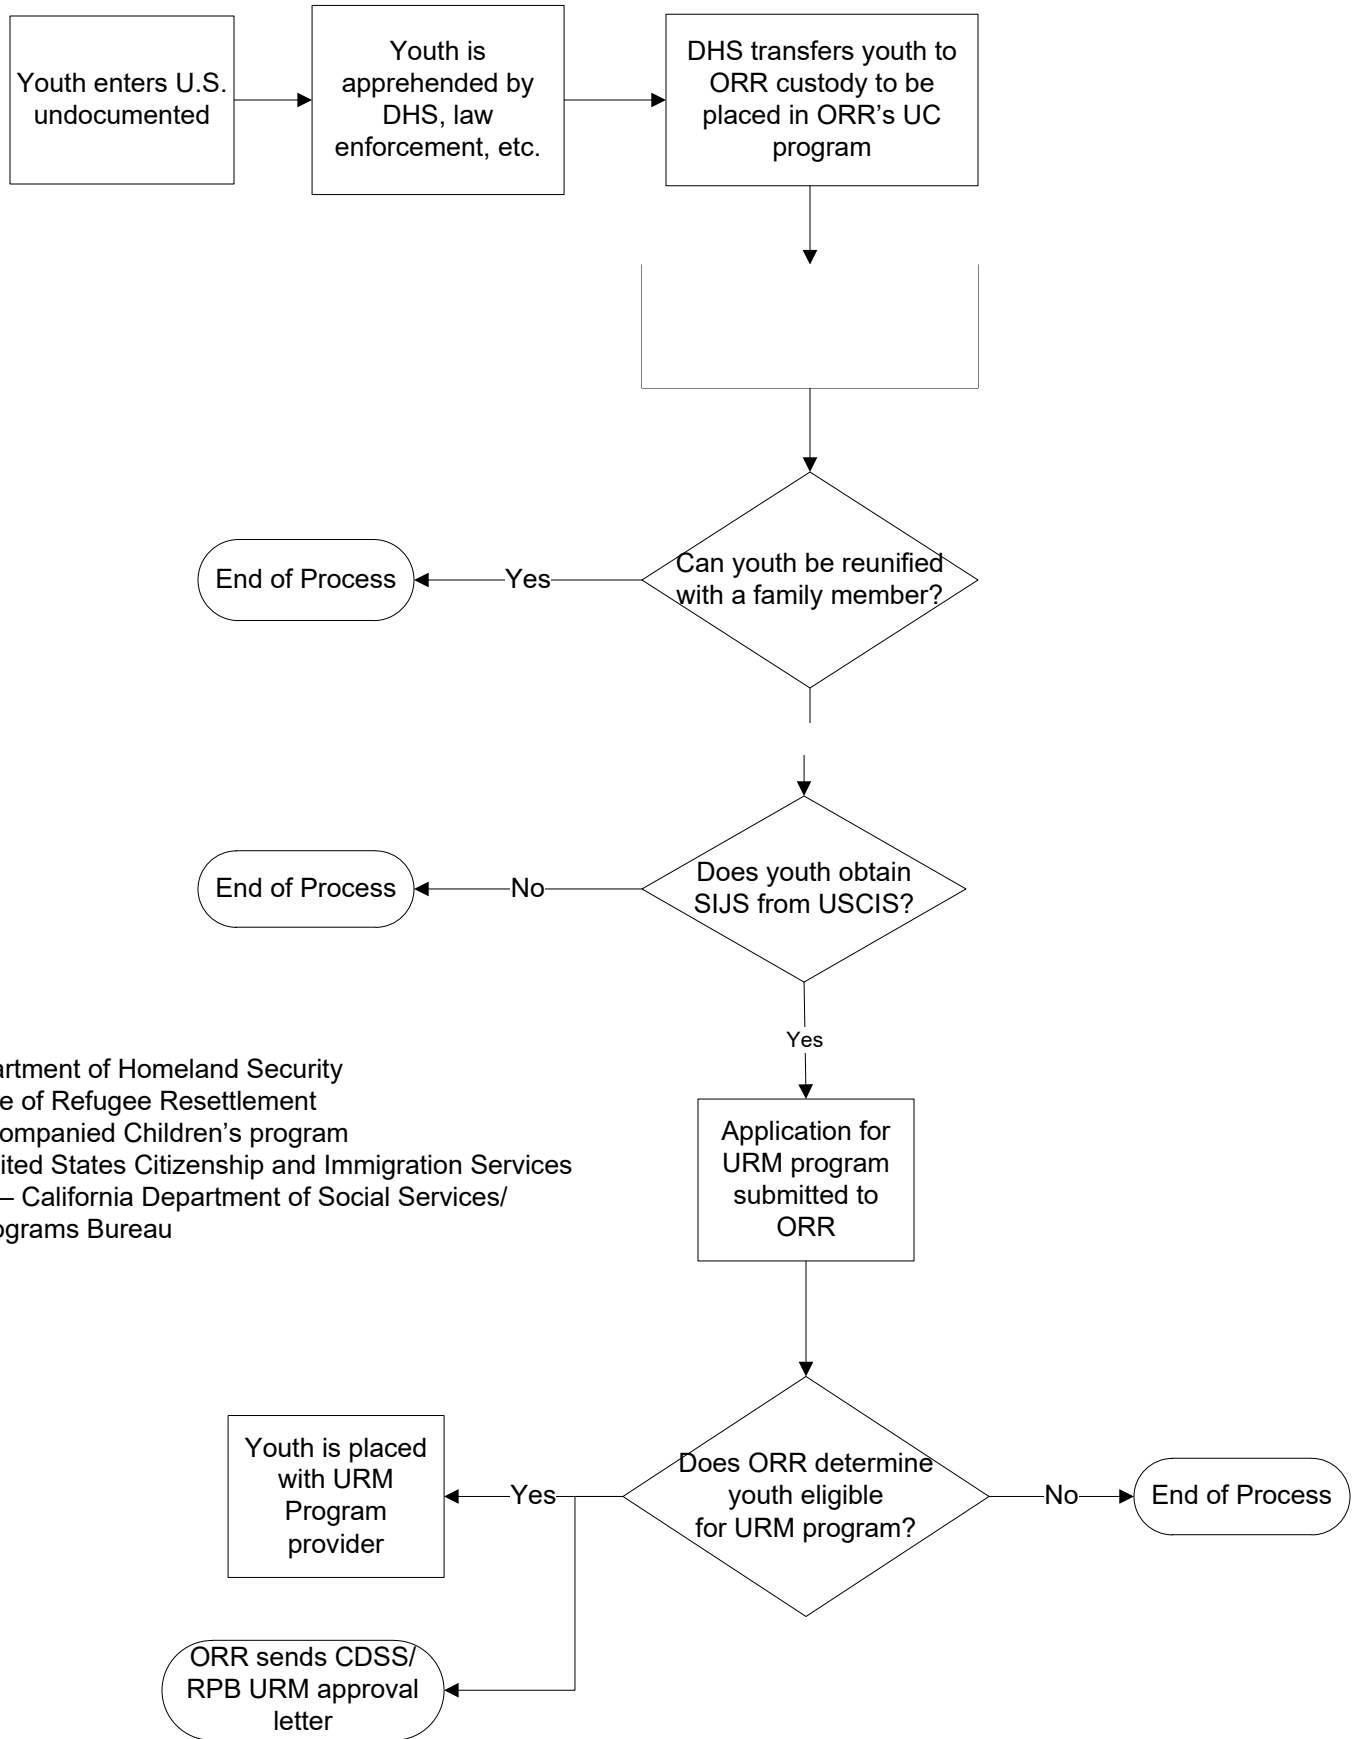 Youth enters U.S.
undocumented
Youth is
apprehended by
DHS, law
enforcement, etc.
DHS transfers youth to
ORR custody to be
placed in ORR’s UC
program
Can youth be reunified
with a family member?
Yes
End of Process
Does youth obtain
SIJS from USCIS?
No
End of Process
Yes
of Homeland Security
of Refugee Resettlement
Children’s program
States Citizenship and Immigration Services
– California Department of Social Services/
Bureau
Application for
URM program
submitted to
ORR
Does ORR determine
youth eligible
for URM program?
Yes
Youth is placed
with URM
Program
provider
No
End of Process
ORR sends CDSS/
RPB URM approval
letter